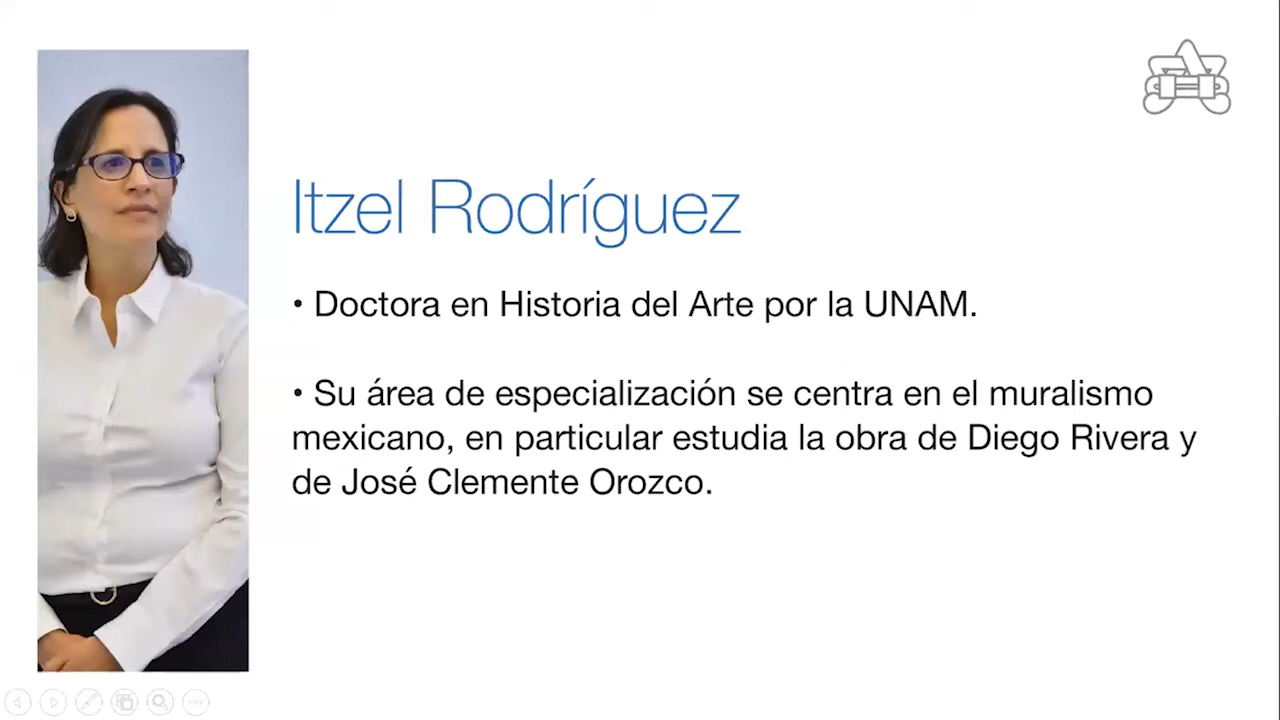 Itzel Rodríguez
• Doctora en Historia del Arte por la UNAM.
• Su área de especialización se centra en el muralismo
mexicano, en particular estudia la obra de Diego Rivera y
de José Clemente Orozco.